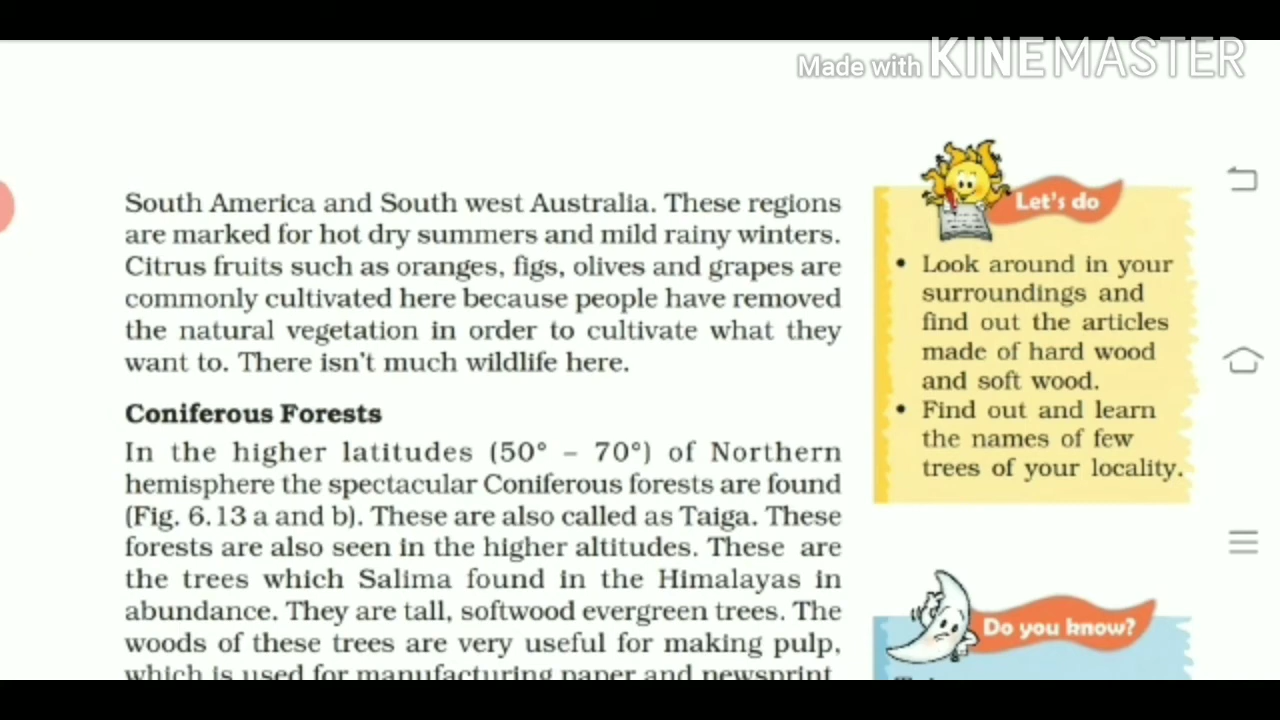 Made with KINEMASTER
South America and South west Australia. These regions
are marked for hot dry summers and mild rainy winters.
Citrus fruits such as oranges, figs, olives and grapes are
commonly cultivated here because people have removed
the natural vegetation in order to cultivate what they
want to. There isn't much wildlife here.
Coniferous Forests
In the higher latitudes (50° – 70°) of Northern
hemisphere the spectacular Coniferous forests are found
(Fig. 6.13 a and b). These are also called as Taiga. These
forests are also seen in the higher altitudes. These are
the trees which Salima found in the Himalayas in
abundance. They are tall, softwood evergreen trees. The
woods of these trees are very useful for making pulp,
which is used for manufacturing paper and newsprint.
Let's do
• Look around in your
surroundings and
find out the articles
made of hard wood
and soft wood.
• Find out and learn
the names of few
trees of your locality.
Do you know?